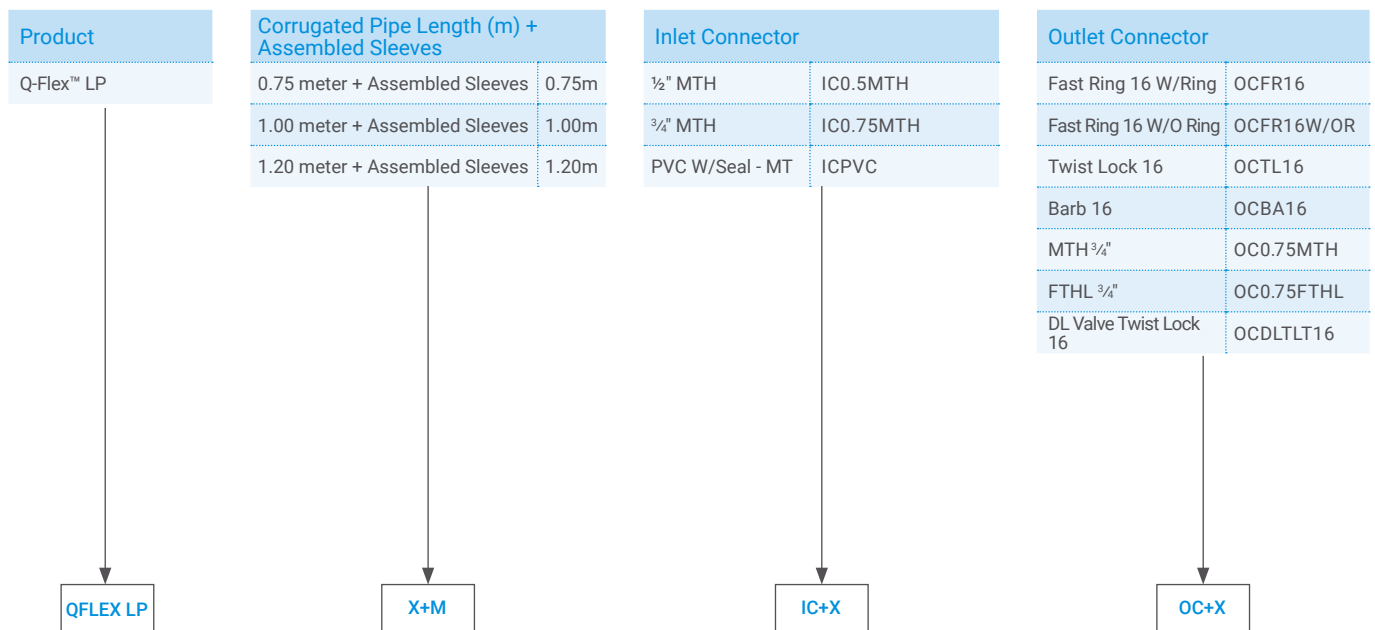 Product
Q-Flex™ LP
QFLEX LP
Corrugated Pipe Length (m) +
Assembled Sleeves
0.75 meter + Assembled Sleeves 0.75m
1.00 meter + Assembled Sleeves 1.00m
1.20 meter + Assembled Sleeves 1.20m
X+M
Inlet Connector
½" MTH IC0.5MTH
¾" MTH IC0.75MTH
PVC W/Seal - MT ICPVC
IC+X
Outlet Connector
Fast Ring 16 W/Ring OCFR16
Fast Ring 16 W/O Ring OCFR16W/OR
Twist Lock 16 OCTL16
Barb 16 OCBA16
MTH ¾" OC0.75MTH
FTHL ¾" OC0.75FTHL
DL Valve Twist Lock
16 OCDLTLT16
OC+X